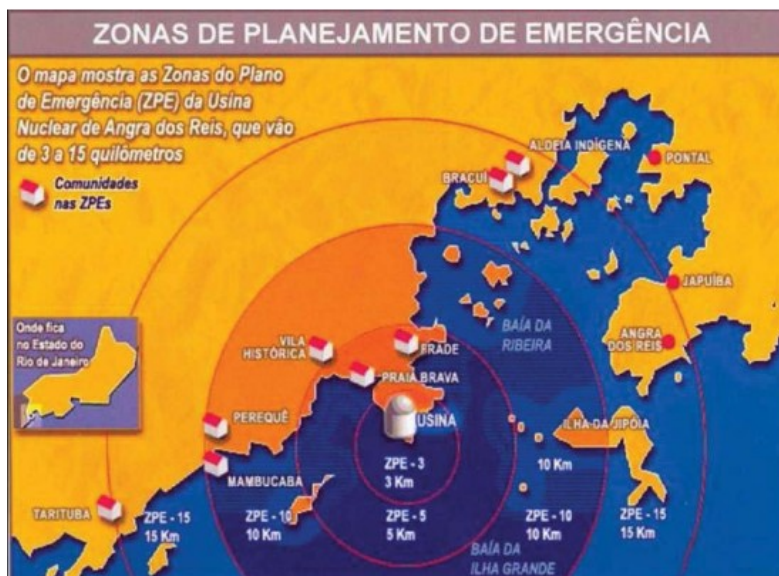 ZONAS DE PLANEJAMENTO DE EMERGÊNCIA
O mapa mostra as Zonas do Plano
de Emergência (ZPE) da Usina
Nuclear de Angra dos Reis, que vão
de 3 a 15 quilômetros
Comunidades
nas ZPEs
ALDEIA INDÍGENA
BRACUÍ
PONTAL
JAPUÍBA
Onde fica
no Estado do
Rio de Janeiro
BAÍA DA
RIBEIRA
ANGRA
DOS REIS
VILA
HISTÓRICA
FRADE
PRAIA BRAVA
PEREQUÊ
USINA
ILHA DA JIPÓIA
MAMBUCABA
ZPE - 3
3 Km
10 Km
TARITUBA
ZPE - 15
15 Km
ZPE - 10
10 Km
ZPE - 5
5 Km
ZPE - 10
10 Km
ZPE - 15
15 Km
BAÍA DA
ILHA GRANDE